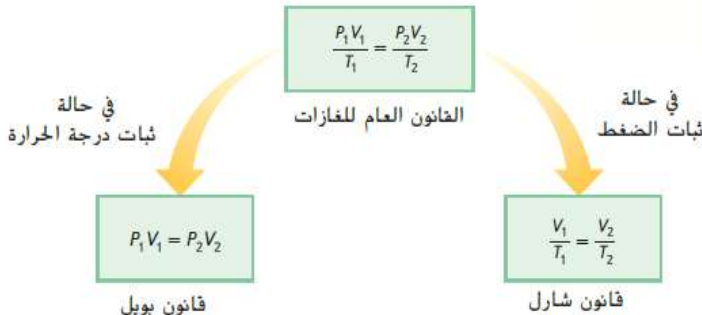 P₁V₁/T₁ = P₂V₂/T₂
القانون العام للغازات
في حالة
ثبات الضغط
في حالة
ثبات درجة الحرارة
V₁/T₁ = V₂/T₂
قانون شارل
P₁V₁ = P₂V₂
قانون بويل